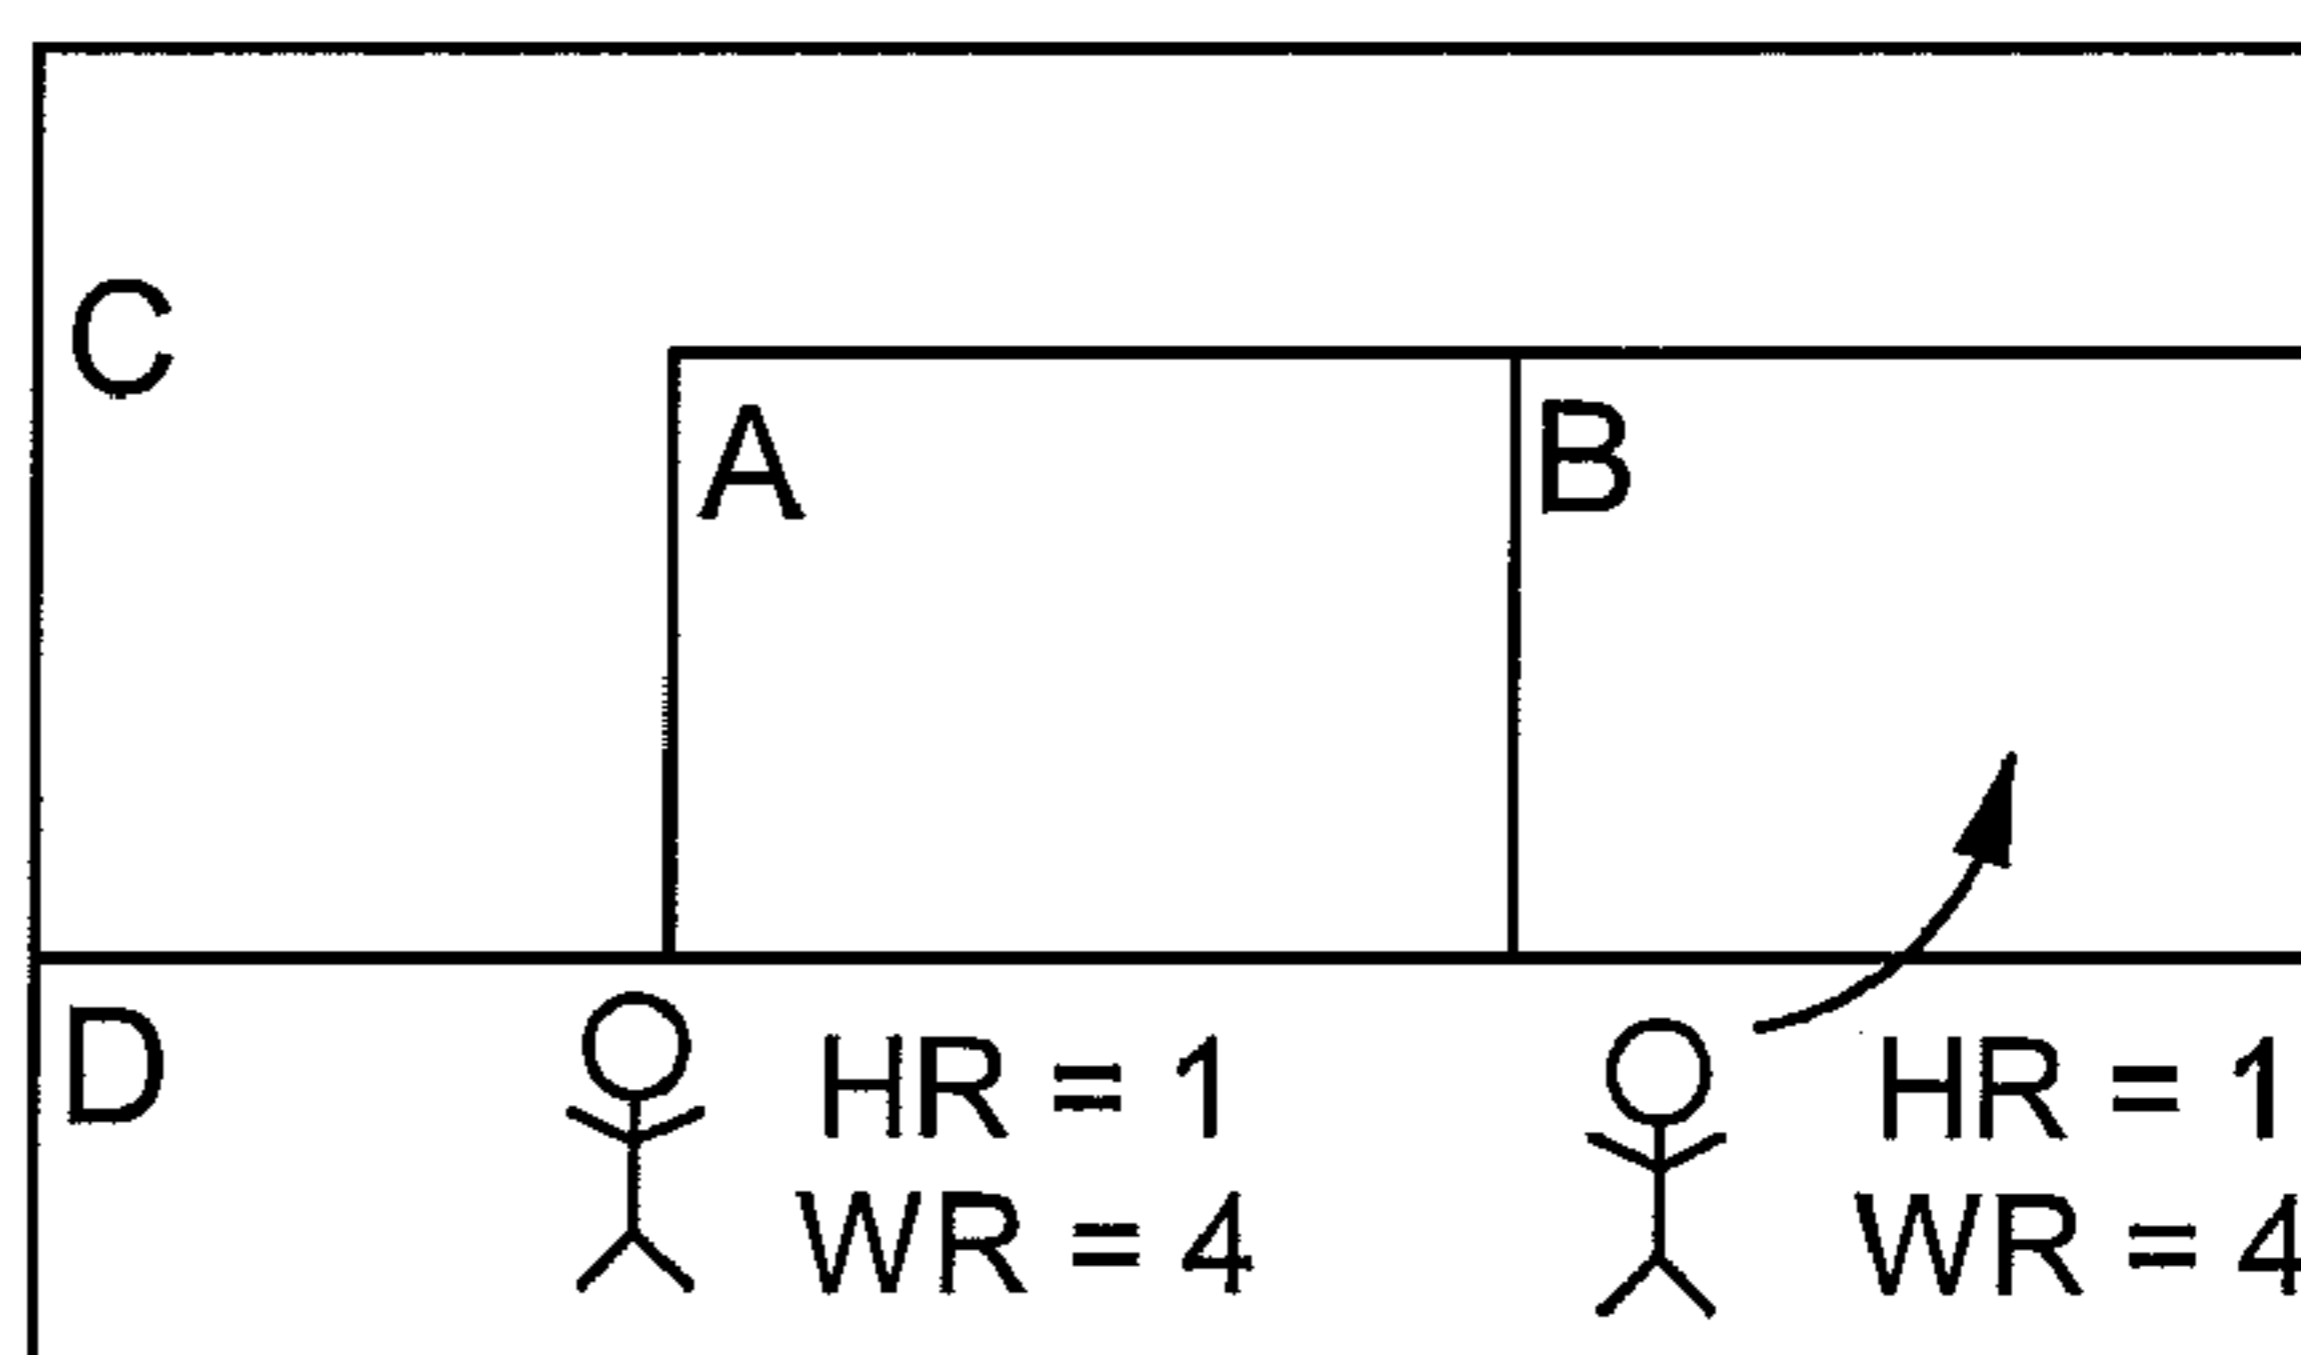 C
A
B
D
HR = 1
WR = 4
HR = 1
WR = 4